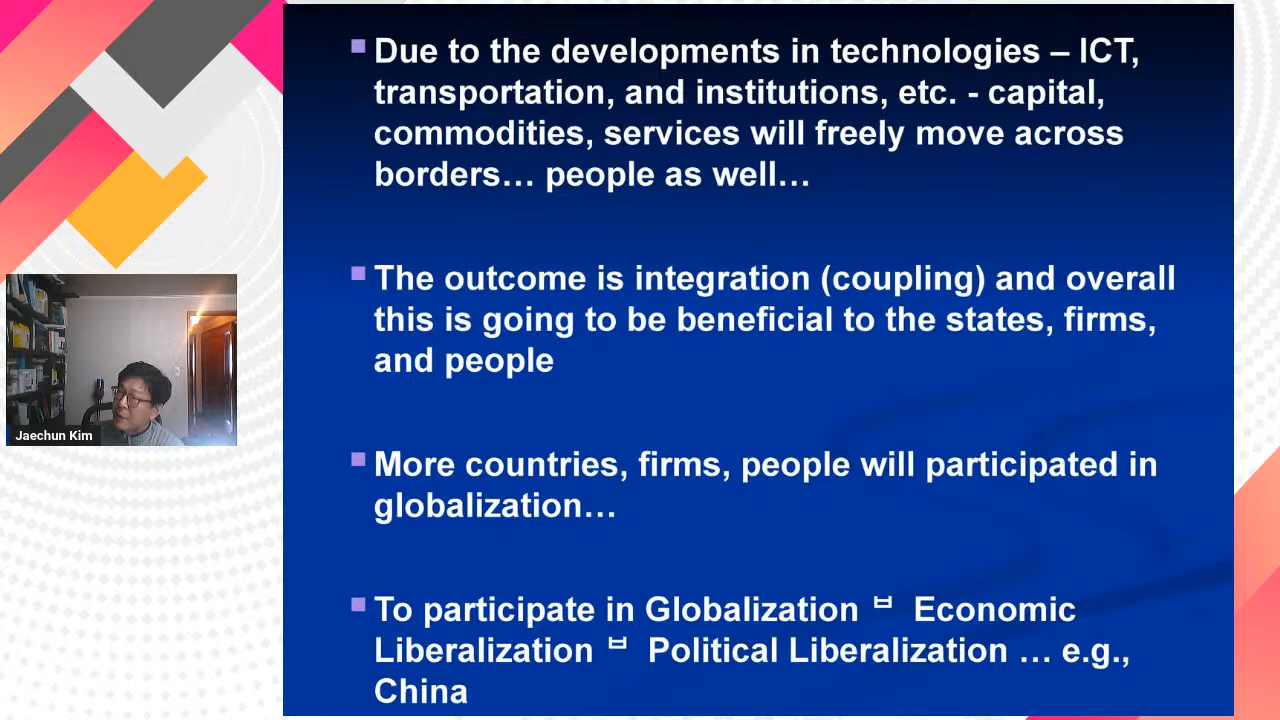 Due to the developments in technologies – ICT,
transportation, and institutions, etc. - capital,
commodities, services will freely move across
borders… people as well…
The outcome is integration (coupling) and overall
this is going to be beneficial to the states, firms,
and people
More countries, firms, people will participated in
globalization…
To participate in Globalization ㅂ Economic
Liberalization ㅂ Political Liberalization … e.g.,
China
Jaechun Kim